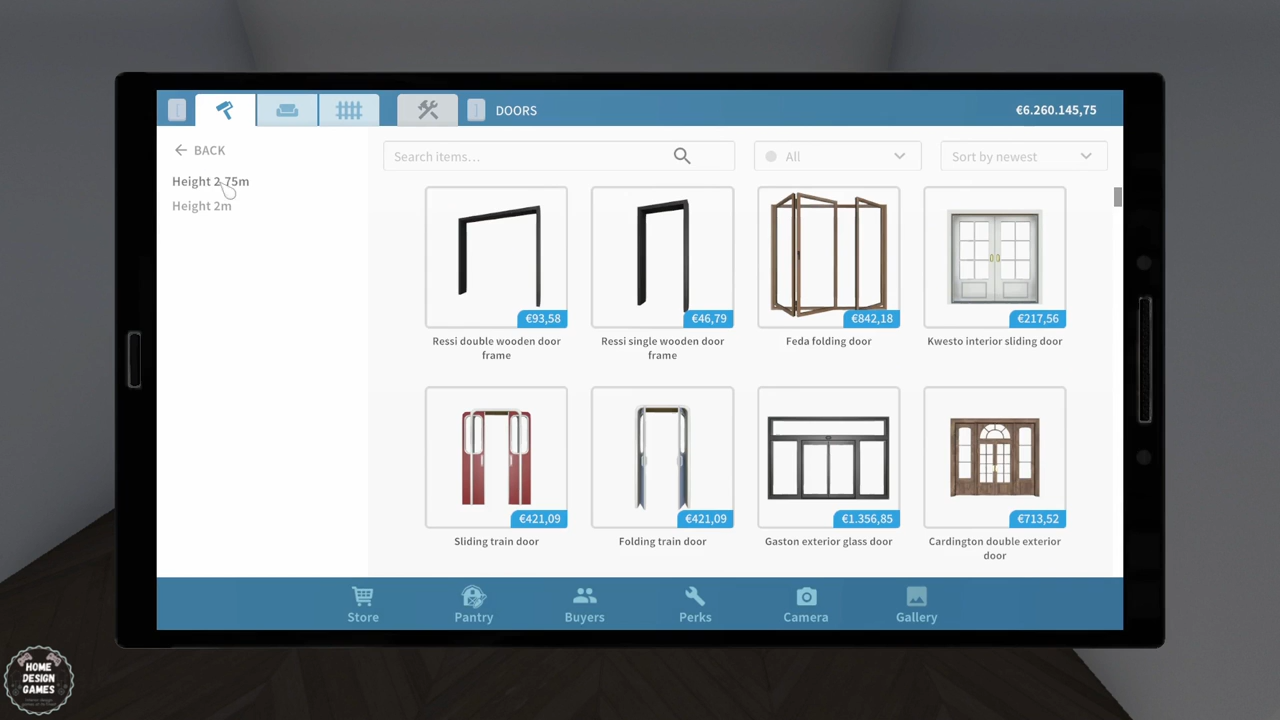 DOORS
€6.260.145,75
BACK
Height 2.75m
Height 2m
Search items...
All
Sort by newest
€93,58
€46,79
€842,18
€217,56
Ressi double wooden door
frame
Ressi single wooden door
frame
Feda folding door
Kwesto interior sliding door
€421,09
€421,09
€1.356,85
€713,52
Sliding train door
Folding train door
Gaston exterior glass door
Cardington double exterior
door
Store
Pantry
Buyers
Perks
Camera
Gallery
HOME
DESIGN
GAMES